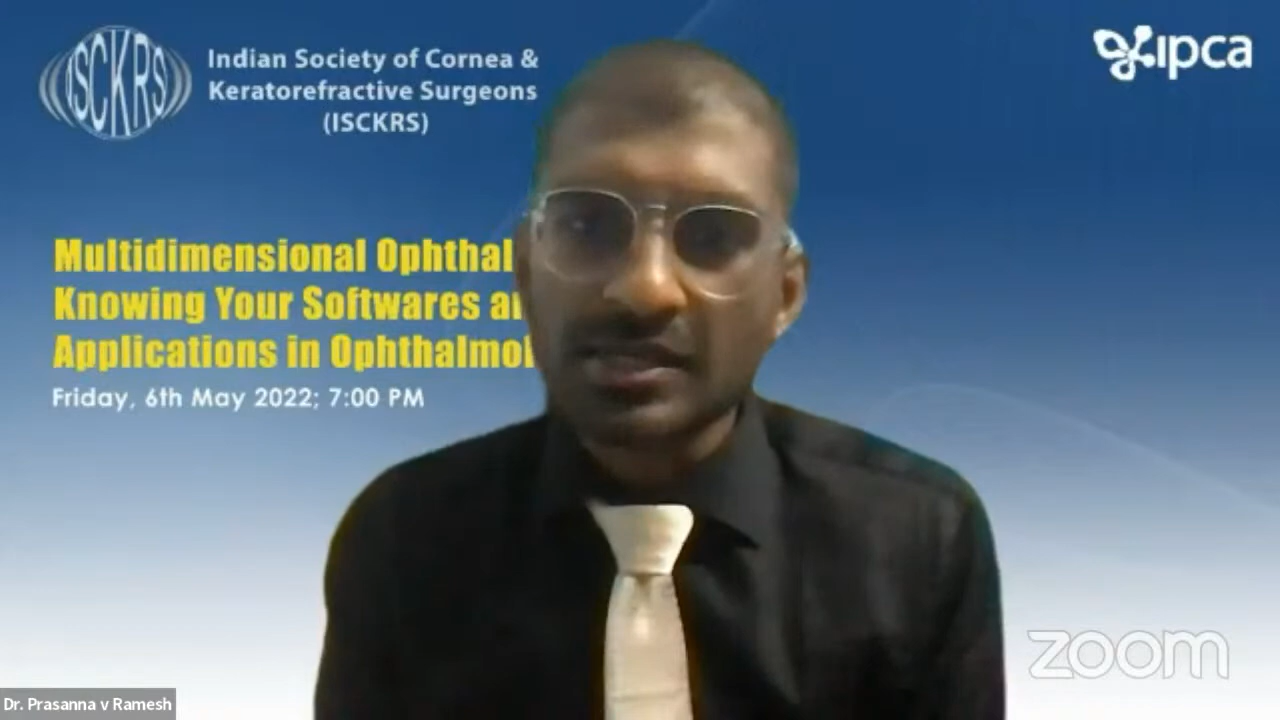 ISCKRS
Indian Society of Cornea &
Keratorefractive Surgeons
(ISCKRS)
ipca
Multidimensional Ophthal
Knowing Your Softwares a
Applications in Ophthalmol
Friday, 6th May 2022; 7:00 PM
zoom
Dr. Prasanna v Ramesh